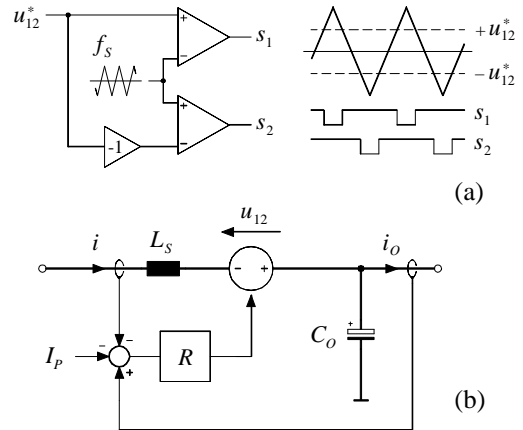 u*12
fS
+
-
s1
+
-
s2
-1
+u*12
-u*12
s1
s2
(a)
u12
i
LS
-
+
iO
IP
-
-
+
R
+
CO
(b)